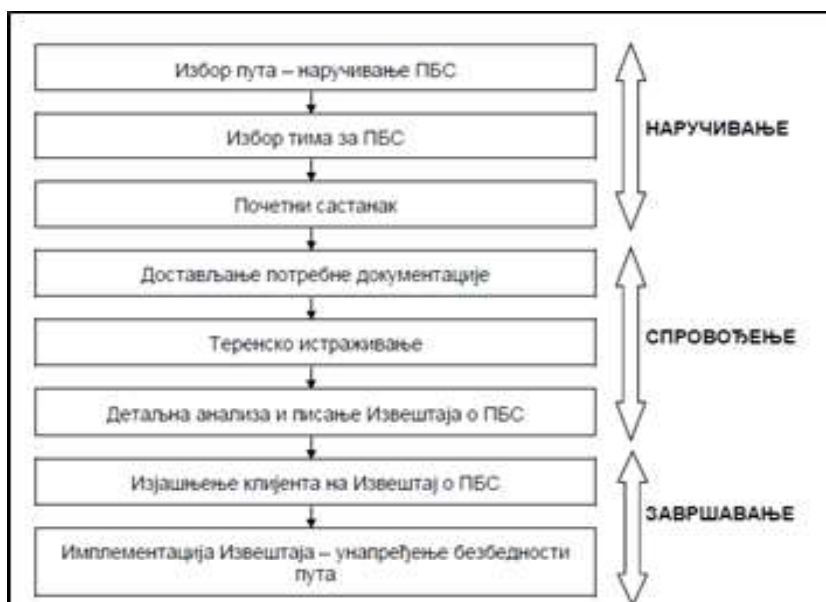 Избор пута – наручивање ПБС
Избор тима за ПБС
Почетни састанак
НАРУЧИВАЊЕ
Достављање потребне документације
Теренско истраживање
Детаљна анализа и писање Извештаја о ПБС
СПРОВОЂЕЊЕ
Изјашњење клијента на Извештај о ПБС
Имплементација Извештаја – унапређење безбедности
пута
ЗАВРШАВАЊЕ